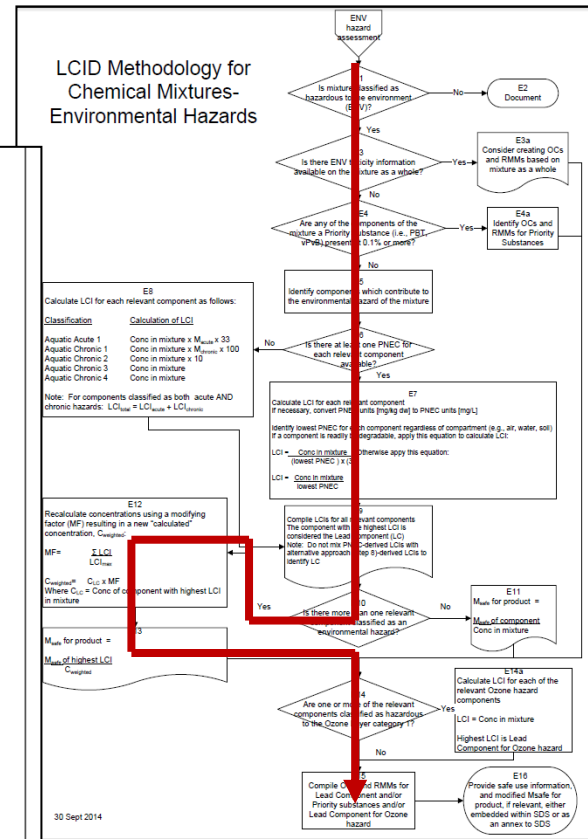 ENV
hazard
assessment
LCID Methodology for
Chemical Mixtures-
Environmental Hazards
1
Is mixture classified as
hazardous to the environment
No
E2
Document
Yes
3
Is there ENV information
available on the mixture as a whole?
Yes
E3a
Consider creating OCs
and RMMs based on
mixture as a whole
No
E4
Are any of the components of the
mixture a Priority Substance (i.e., PBT,
vPvB) present 0.1% or more?
Yes
E4a
Identify OCs and
RMMs for Priority
Substances
No
5
Identify components which contribute to
the environmental hazard of the mixture
6
Is there at least one PNEC for
each relevant component
available?
No
Yes
E8
Calculate LCI for each relevant component as follows:
Classification Calculation of LCI
Aquatic Acute 1 Conc in mixture x Macute x 33
Aquatic Chronic 1 Conc in mixture x Mchronic x 100
Aquatic Chronic 2 Conc in mixture x 10
Aquatic Chronic 3 Conc in mixture
Aquatic Chronic 4 Conc in mixture
Note: For components classified as both acute AND
chronic hazards: LCItotal = LCIacute + LCIchronic
E7
Calculate LCI for each relevant component
If necessary, convert PNEC units [mg/kg dw] to PNEC units [mg/L]
Identify lowest PNEC for each component regardless of compartment (e.g., air, water, soil)
If a component is readily biodegradable, apply this equation to calculate LCI:
LCI = Conc in mixture Otherwise appy this equation:
(lowest PNEC ) x
LCI = Conc in mixture
lowest PNEC
9
Compile LCIs for all relevant components
The component with the highest LCI is
considered the Lead Component (LC)
Note: Do not mix PNEC-derived LCIs with
alternative approach (step 8)-derived LCIs to
identify LC
E12
Recalculate concentrations using a modifying
factor (MF) resulting in a new "calculated"
concentration, Cweighted.
MF= Σ LCI
LCImax
Cweighted= CLC x MF
Where CLC = Conc of component with highest LCI
in mixture
10
Is there more than one relevant
component classified as an
environmental hazard?
Yes
No
E11
Msafe for product =
Msafe of component
Conc in mixture
13
Msafe for product =
Msafe of highest LCI
Cweighted
14
Are one or more of the relevant
components classified as hazardous
to the Ozone layer category 1?
Yes
E14a
Calculate LCI for each of the
relevant Ozone hazard
components
LCI = Conc in mixture
Highest LCI is Lead
Component for Ozone hazard
No
15
Compile and RMMs for
Lead Component and/or
Priority substances and/or
Lead Component for Ozone
hazard
E16
Provide safe use information,
and modified Msafe for
product, if relevant, either
embedded within SDS or as
an annex to SDS
30 Sept 2014